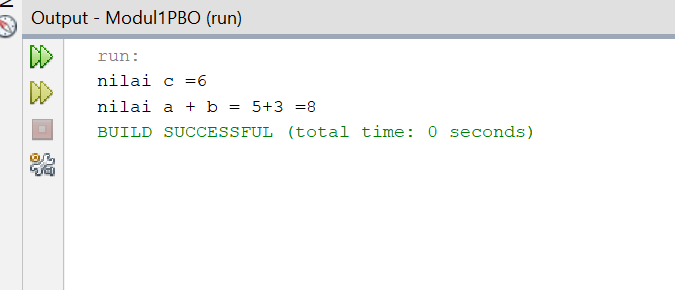 Output - Modul1PBO (run)
run:
nilai c =6
nilai a + b = 5+3 =8
BUILD SUCCESSFUL (total time: 0 seconds)